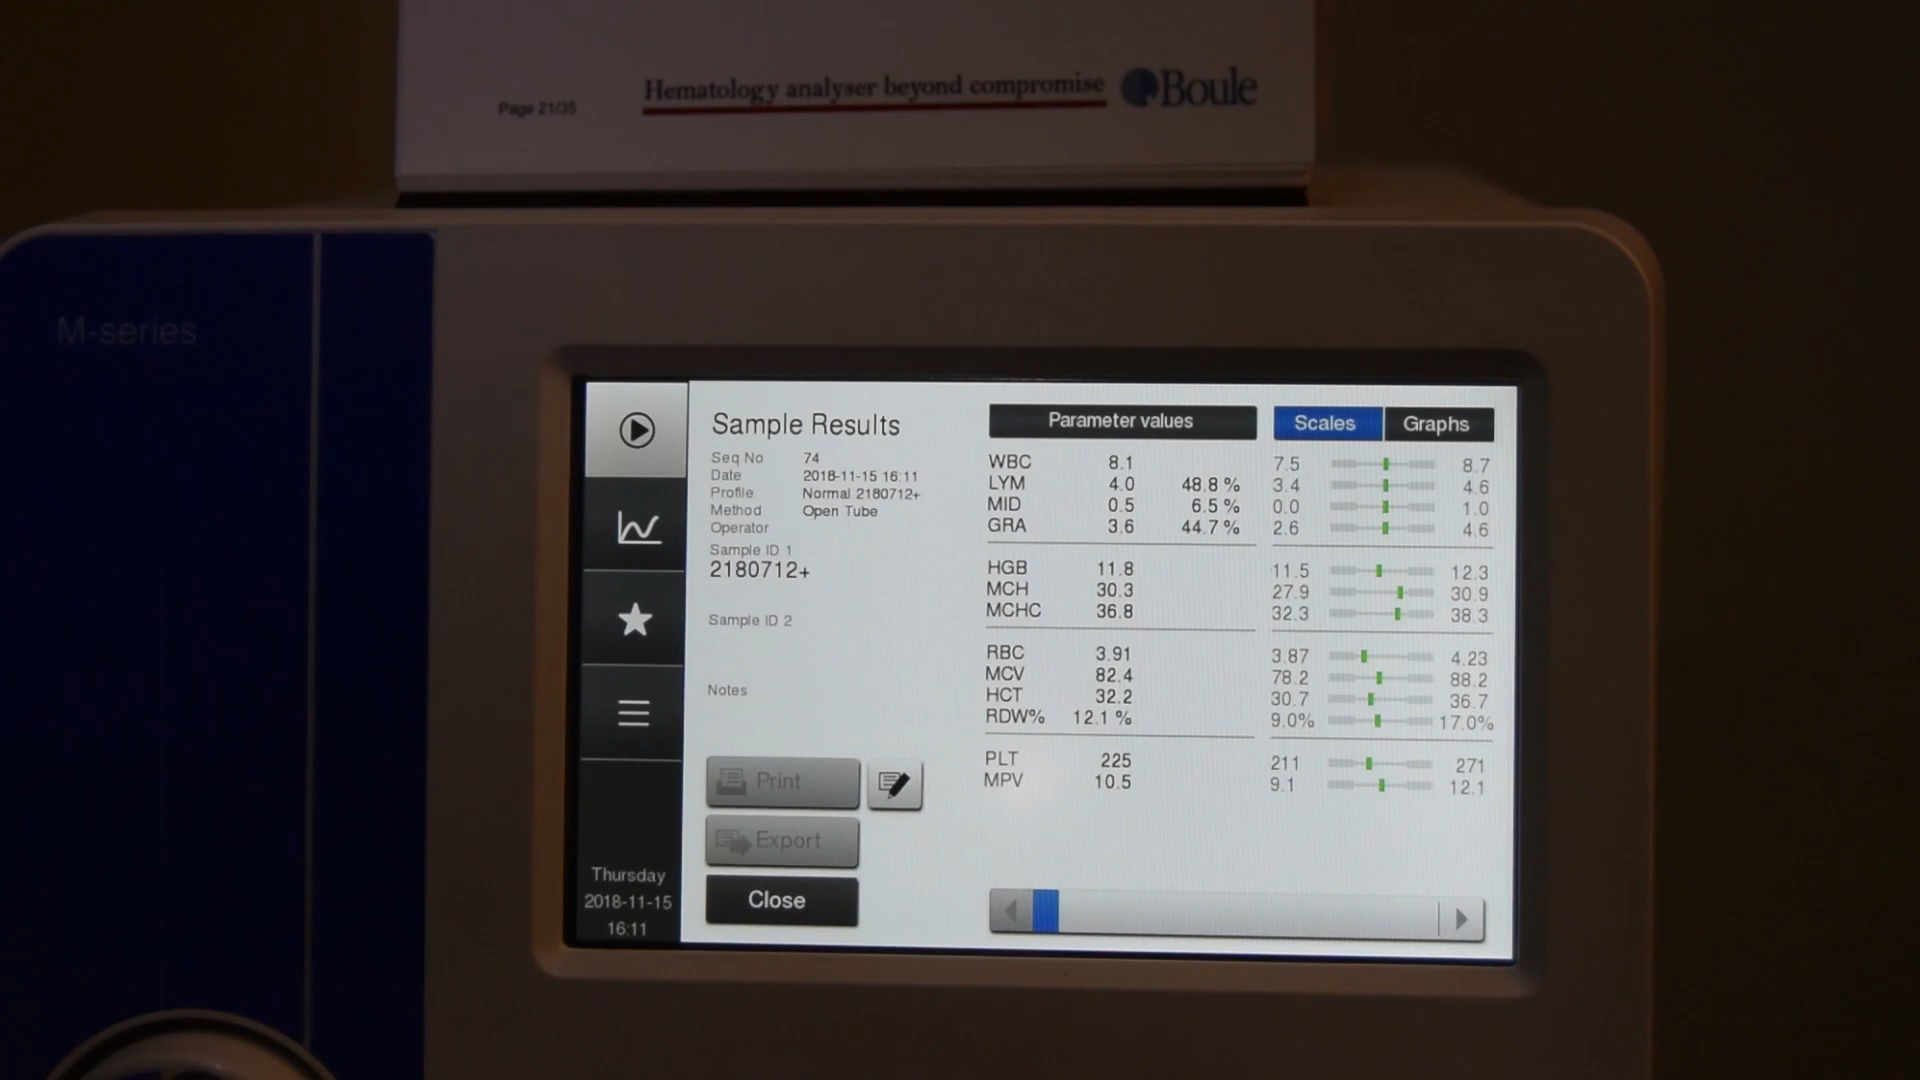 Page 21/35
Hematology analyser beyond compromise
Boule
M-series
Sample Results
Seq No 74
Date 2018-11-15 16:11
Profile Normal 2180712+
Method Open Tube
Operator
Sample ID 1
2180712+
Sample ID 2
Notes
Print
Export
Close
Thursday
2018-11-15
16:11
Parameter values
Scales
Graphs
WBC 8.1 7.5 8.7
LYM 4.0 48.8 % 3.4 4.6
MID 0.5 6.5 % 0.0 1.0
GRA 3.6 44.7 % 2.6 4.6
HGB 11.8 11.5 12.3
MCH 30.3 27.9 30.9
MCHC 36.8 32.3 38.3
RBC 3.91 3.87 4.23
MCV 82.4 78.2 88.2
HCT 32.2 30.7 36.7
RDW% 12.1 % 9.0% 17.0%
PLT 225 211 271
MPV 10.5 9.1 12.1